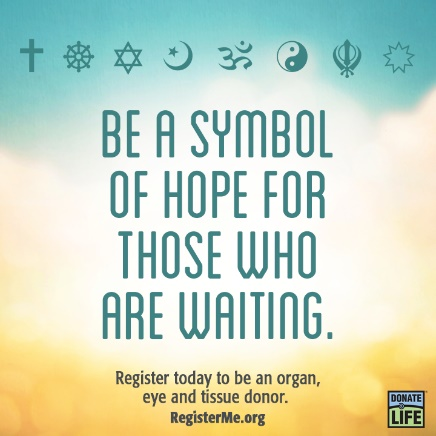 BE A SYMBOL
OF HOPE FOR
THOSE WHO
ARE WAITING.
Register today to be an organ,
eye and tissue donor.
RegisterMe.org
DONATE
LIFE